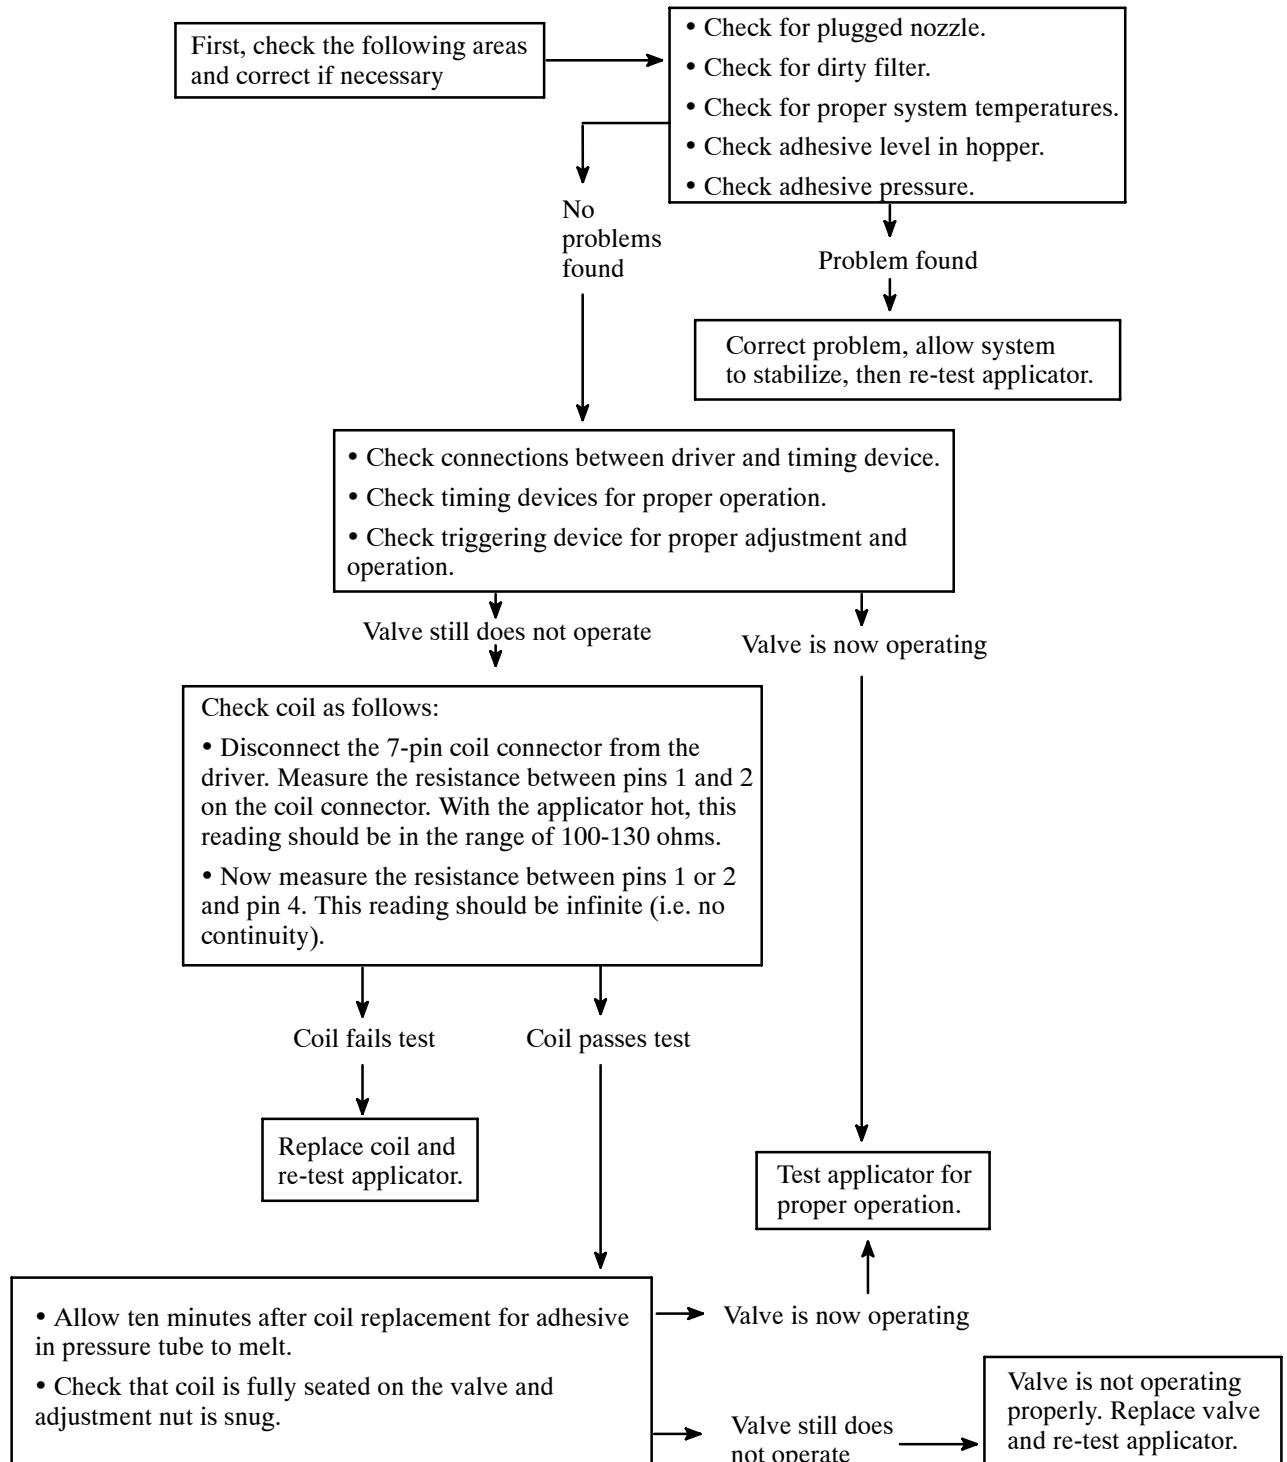 First, check the following areas
and correct if necessary
• Check for plugged nozzle.
• Check for dirty filter.
• Check for proper system temperatures.
• Check adhesive level in hopper.
• Check adhesive pressure.
No
problems
found
Problem found
Correct problem, allow system
to stabilize, then re-test applicator.
• Check connections between driver and timing device.
• Check timing devices for proper operation.
• Check triggering device for proper adjustment and
operation.
Valve still does not operate
Valve is now operating
Check coil as follows:
• Disconnect the 7-pin coil connector from the
driver. Measure the resistance between pins 1 and 2
on the coil connector. With the applicator hot, this
reading should be in the range of 100-130 ohms.
• Now measure the resistance between pins 1 or 2
and pin 4. This reading should be infinite (i.e. no
continuity).
Coil fails test
Coil passes test
Replace coil and
re-test applicator.
Test applicator for
proper operation.
• Allow ten minutes after coil replacement for adhesive
in pressure tube to melt.
• Check that coil is fully seated on the valve and
adjustment nut is snug.
Valve is now operating
Valve still does
not operate
Valve is not operating
properly. Replace valve
and re-test applicator.